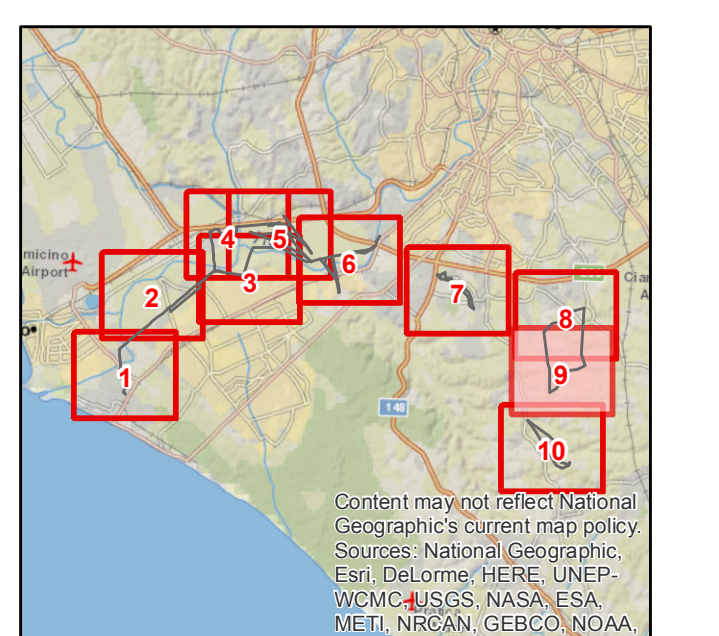 micino
Airport
4
5
6
3
2
7
Cia
A
8
1
9
148
10
Content may not reflect National
Geographic's current map policy.
Sources: National Geographic,
Esri, DeLorme, HERE, UNEP-
WCMC, USGS, NASA, ESA,
METI, NRCAN, GEBCO, NOAA,